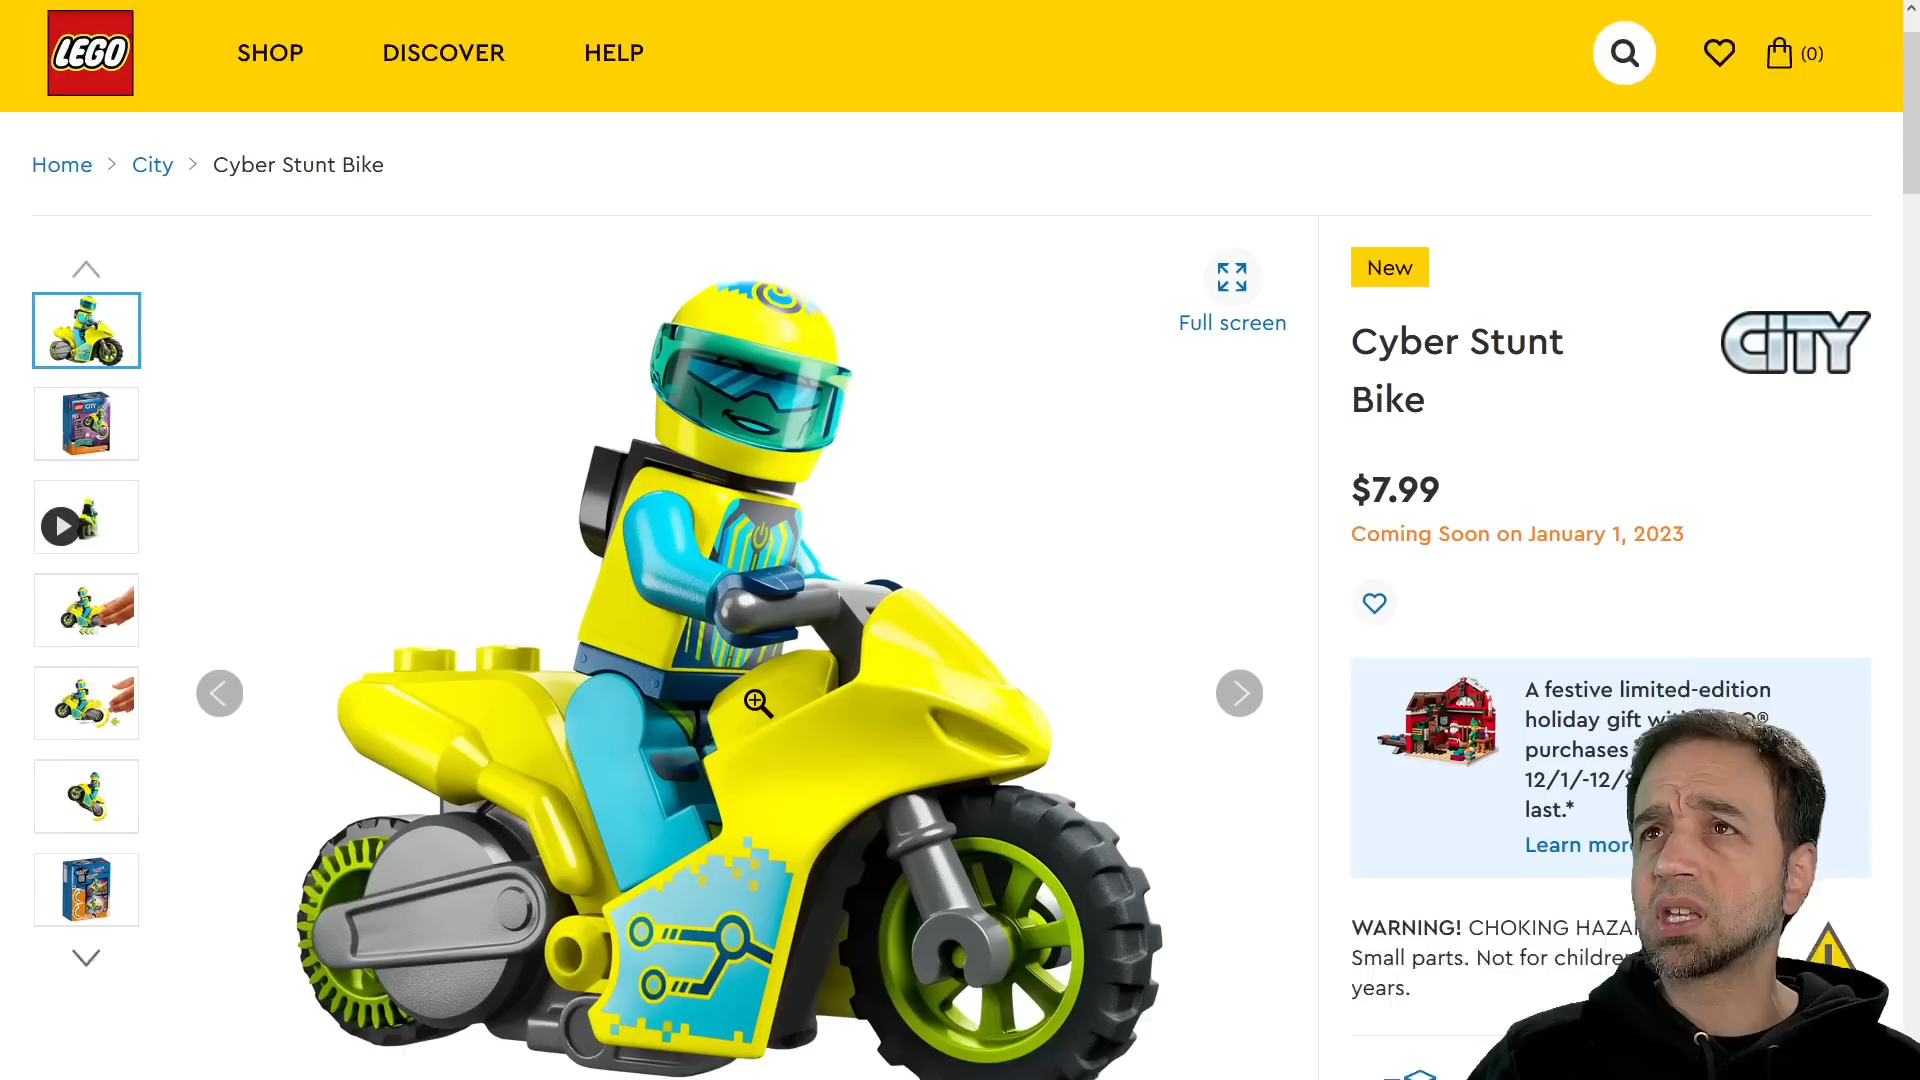 LEGO
SHOP
DISCOVER
HELP
(0)
Home > City > Cyber Stunt Bike
Full screen
New
Cyber Stunt
Bike
CITY
$7.99
Coming Soon on January 1, 2023
A festive limited-edition
holiday gift
purchases
12/1/-12/
last.*
Learn more
WARNING! CHOKING HAZA
Small parts. Not for childre
years.